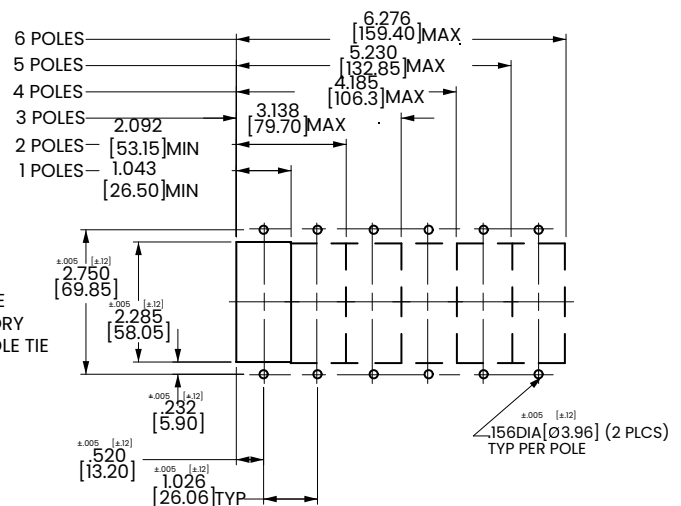 6.276
[159.40]MAX
6 POLES
5.230
[132.85]MAX
5 POLES
4.185
[106.3]MAX
4 POLES
3.138
[79.70]MAX
3 POLES
2.092
[53.15]MIN
2 POLES
1.043
[26.50]MIN
1 POLES
±.005 [±.12]
2.750
[69.85]
±.005 [±.12]
2.285
[58.05]
E
ORY
OLE TIE
±.005 [±.12]
.232
[5.90]
±.005 [±.12]
.156DIA[Ø3.96] (2 PLCS)
TYP PER POLE
±.005 [±.12]
.520
[13.20]
±.005 [±.12]
1.026
[26.06]TYP